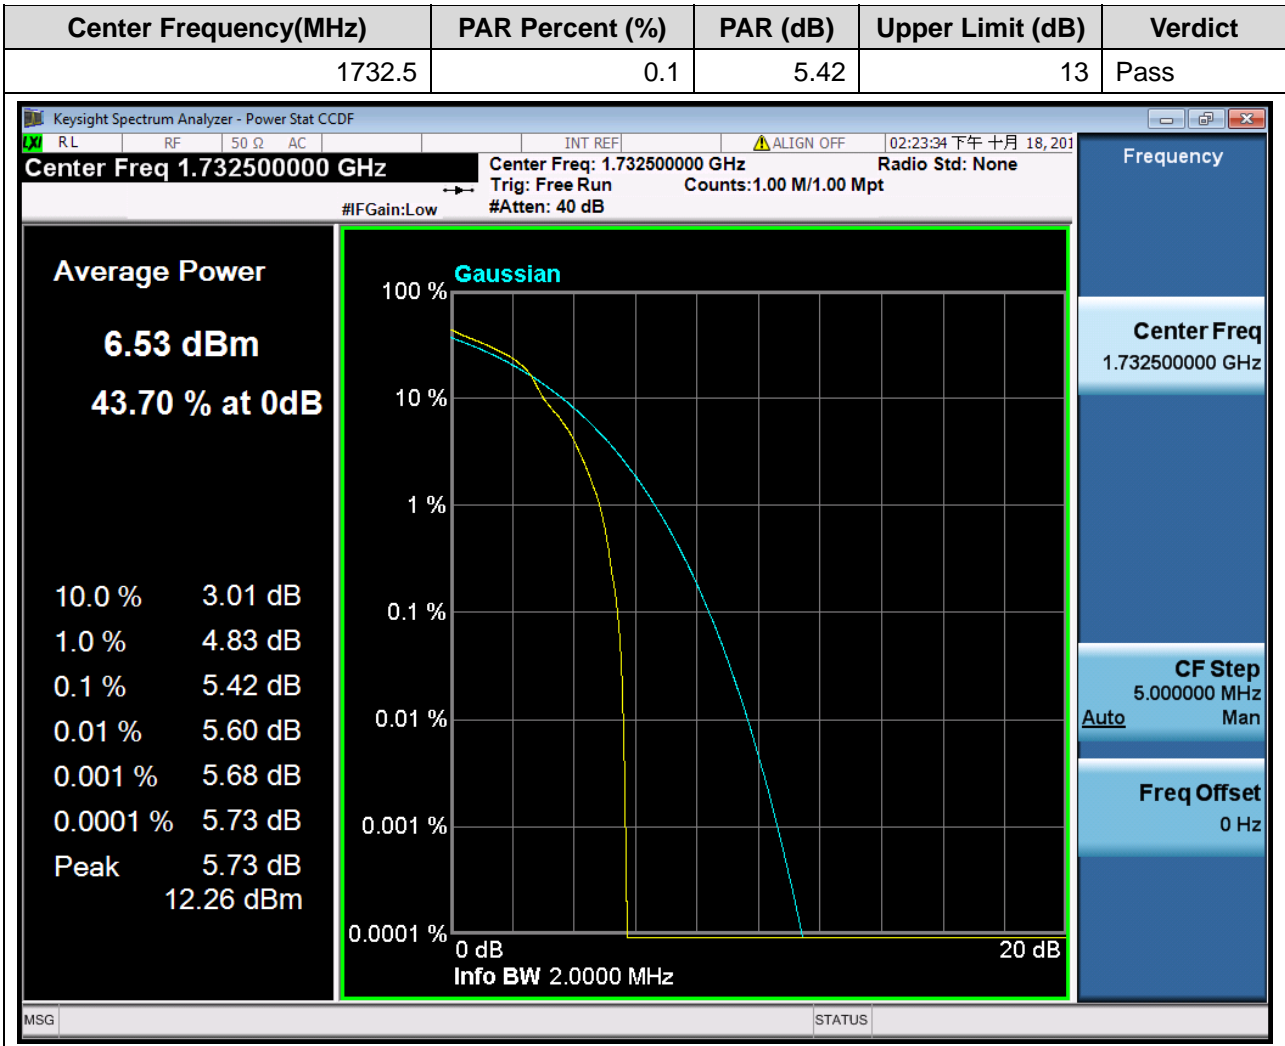 Center Frequency(MHz) PAR Percent (%) PAR (dB) Upper Limit (dB) Verdict
1732.5 0.1 5.42 13 Pass
Keysight Spectrum Analyzer - Power Stat CCDF
LXI RL RF 50 Ω AC INT REF ALIGN OFF 02:23:34 下午 十月 18, 201
Center Freq 1.732500000 GHz
Center Freq: 1.732500000 GHz Radio Std: None
Trig: Free Run Counts:1.00 M/1.00 Mpt
#IFGain:Low #Atten: 40 dB
Average Power
6.53 dBm
43.70 % at 0dB
10.0 % 3.01 dB
1.0 % 4.83 dB
0.1 % 5.42 dB
0.01 % 5.60 dB
0.001 % 5.68 dB
0.0001 % 5.73 dB
Peak 5.73 dB
12.26 dBm
Gaussian
100 %
10 %
1 %
0.1 %
0.01 %
0.001 %
0.0001 %
0 dB 20 dB
Info BW 2.0000 MHz
Frequency
Center Freq
1.732500000 GHz
CF Step
5.000000 MHz
Auto Man
Freq Offset
0 Hz
MSG STATUS